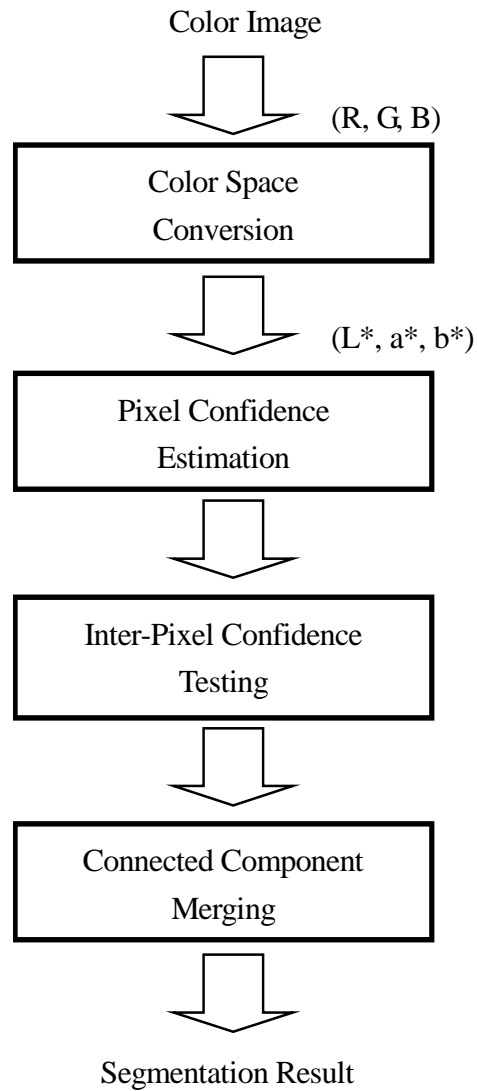 Color Image
(R, G, B)
Color Space
Conversion
(L*, a*, b*)
Pixel Confidence
Estimation
Inter-Pixel Confidence
Testing
Connected Component
Merging
Segmentation Result